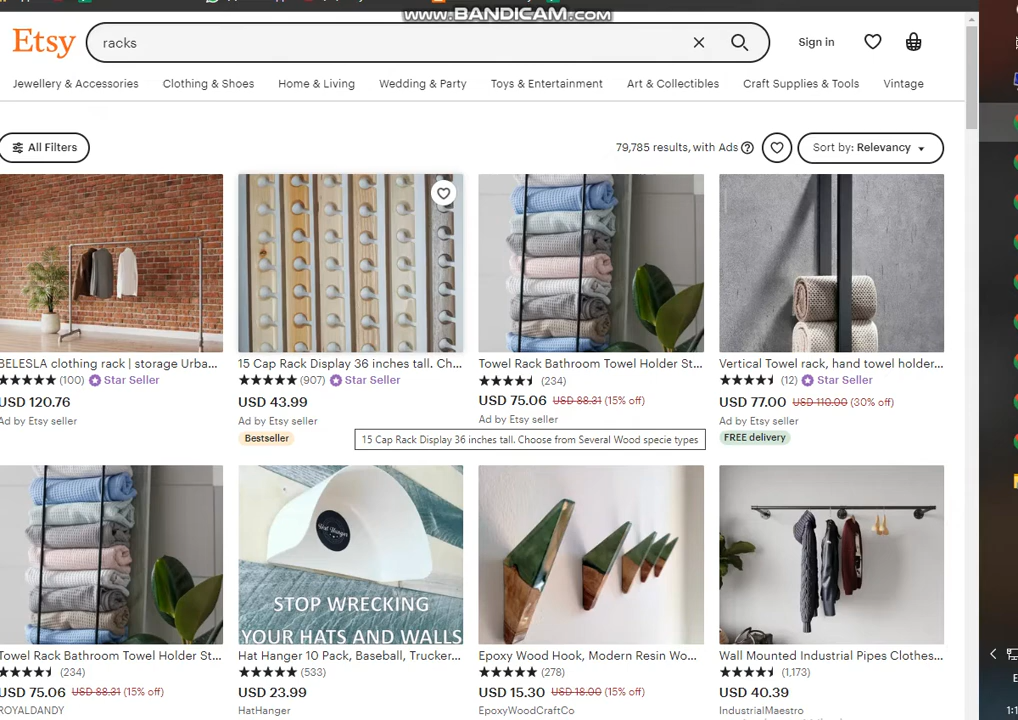 www.BANDICAM.com
Etsy
racks
Sign in
Jewellery & Accessories
Clothing & Shoes
Home & Living
Wedding & Party
Toys & Entertainment
Art & Collectibles
Craft Supplies & Tools
Vintage
All Filters
79,785 results, with Ads
Sort by: Relevancy
BELESLA clothing rack | storage Urba...
(100) Star Seller
USD 120.76
Ad by Etsy seller
15 Cap Rack Display 36 inches tall. Ch...
(907) Star Seller
USD 43.99
Ad by Etsy seller
Bestseller
Towel Rack Bathroom Towel Holder St...
(234)
USD 75.06 USD 88.31 (15% off)
Ad by Etsy seller
Vertical Towel rack, hand towel holder...
(12) Star Seller
USD 77.00 USD 110.00 (30% off)
Ad by Etsy seller
FREE delivery
15 Cap Rack Display 36 inches tall. Choose from Several Wood specie types
Towel Rack Bathroom Towel Holder St...
(234)
USD 75.06 USD 88.31 (15% off)
ROYALDANDY
STOP WRECKING
YOUR HATS AND WALLS
Hat Hanger 10 Pack, Baseball, Trucker...
(533)
USD 23.99
HatHanger
Epoxy Wood Hook, Modern Resin Wo...
(278)
USD 15.30 USD 18.00 (15% off)
EpoxyWoodCraftCo
Wall Mounted Industrial Pipes Clothes...
(1,173)
USD 40.39
IndustrialMaestro